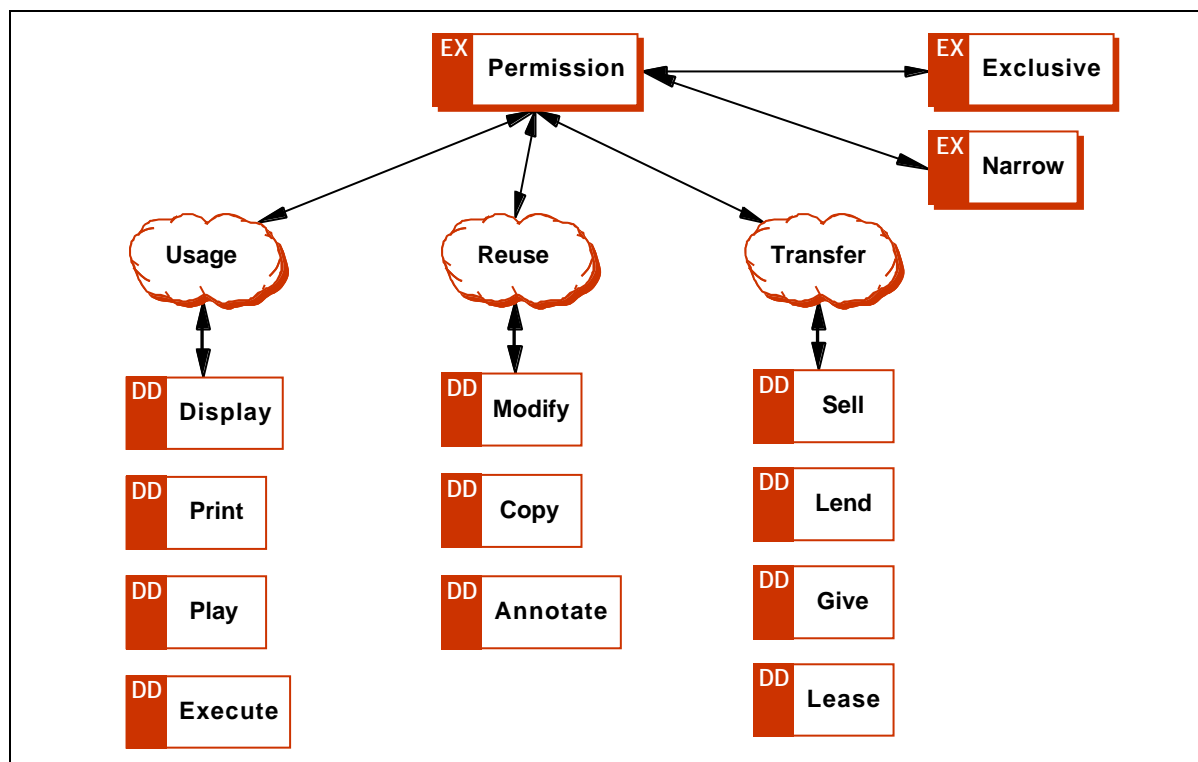 EX Permission
EX Exclusive
EX Narrow
Usage
Reuse
Transfer
DD Display
DD Modify
DD Sell
DD Print
DD Copy
DD Lend
DD Play
DD Annotate
DD Give
DD Execute
DD Lease